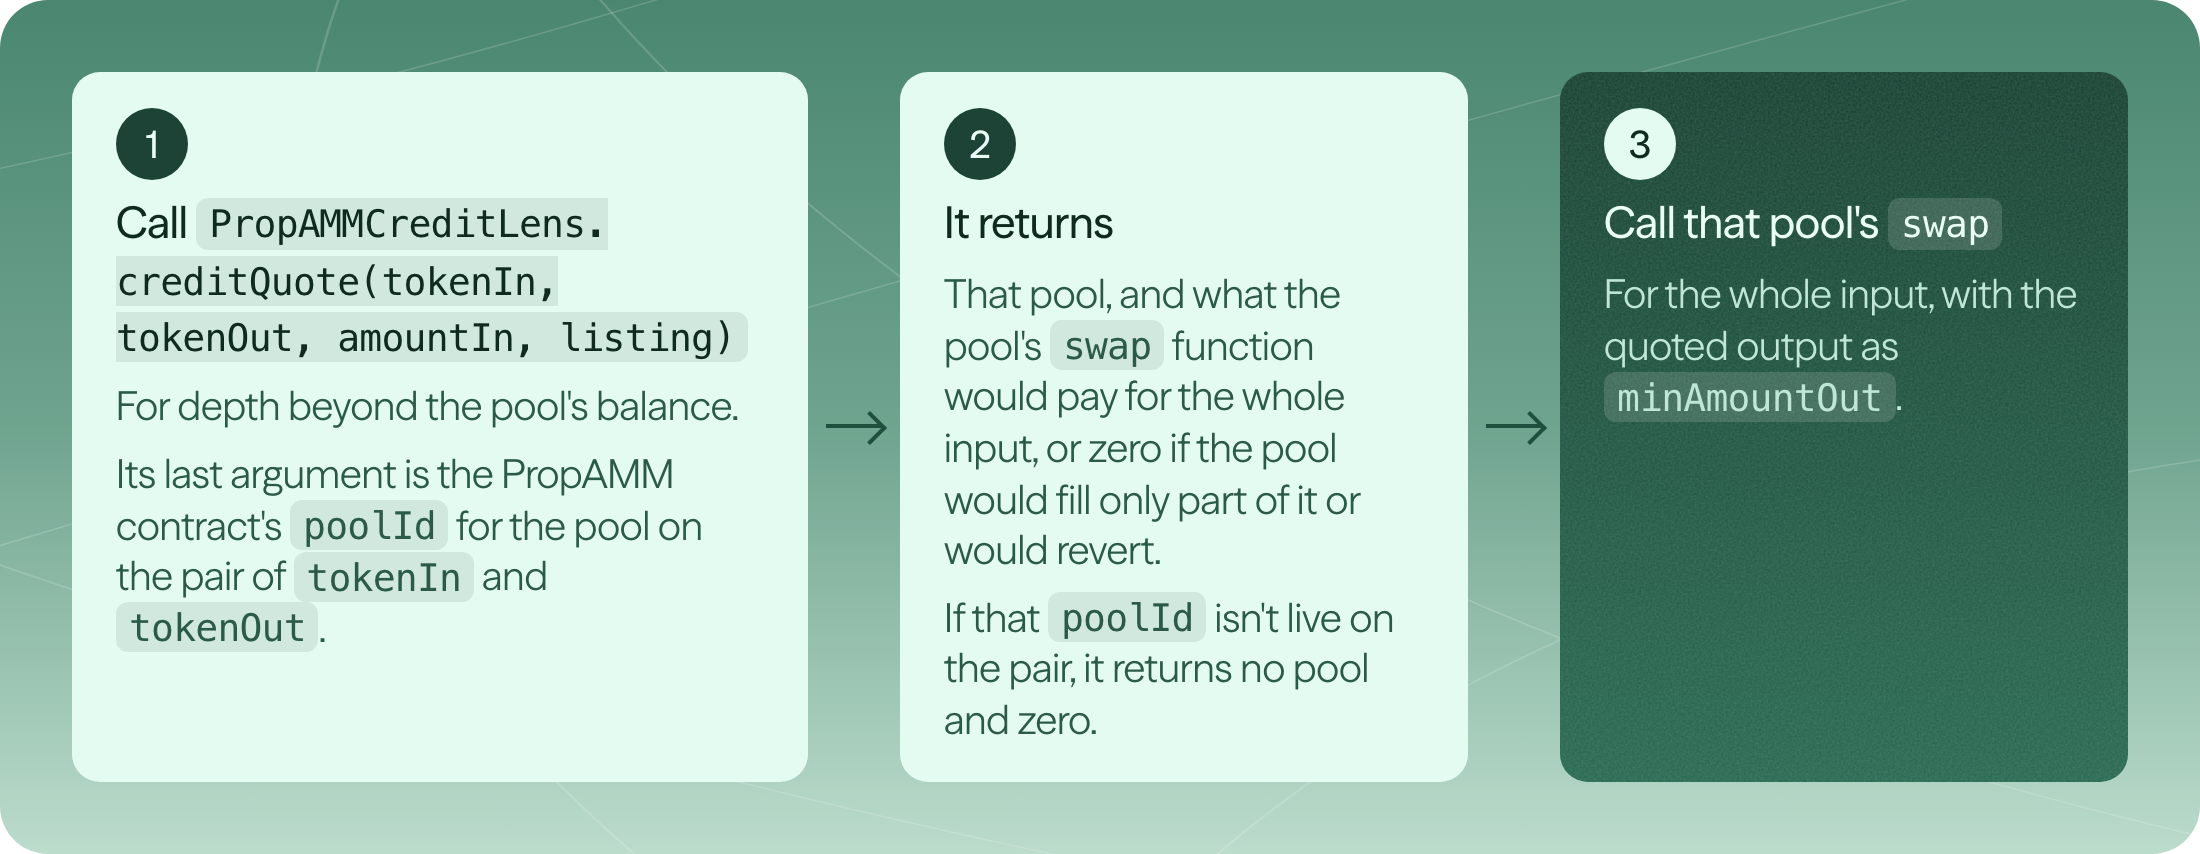 1
Call PropAMMCreditLens.
creditQuote(tokenIn,
tokenOut, amountIn, listing)
For depth beyond the pool's balance.
Its last argument is the PropAMM
contract's poolId for the pool on
the pair of tokenIn and
tokenOut.
2
It returns
That pool, and what the
pool's swap function
would pay for the whole
input, or zero if the pool
would fill only part of it or
would revert.
If that poolId isn't live on
the pair, it returns no pool
and zero.
3
Call that pool's swap
For the whole input, with the
quoted output as
minAmountOut.